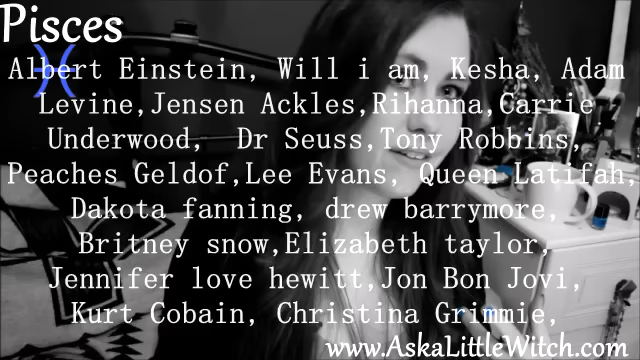 Pisces
Albert Einstein, Will i am, Kesha, Adam
Levine,Jensen Ackles,Rihanna,Carrie
Underwood, Dr Seuss,Tony Robbins,
Peaches Geldof,Lee Evans, Queen Latifah,
Dakota fanning, drew barrymore,
Britney snow,Elizabeth taylor,
Jennifer love hewitt,Jon Bon Jovi,
Kurt Cobain, Christina Grimmie,
www.AskaLittleWitch.com